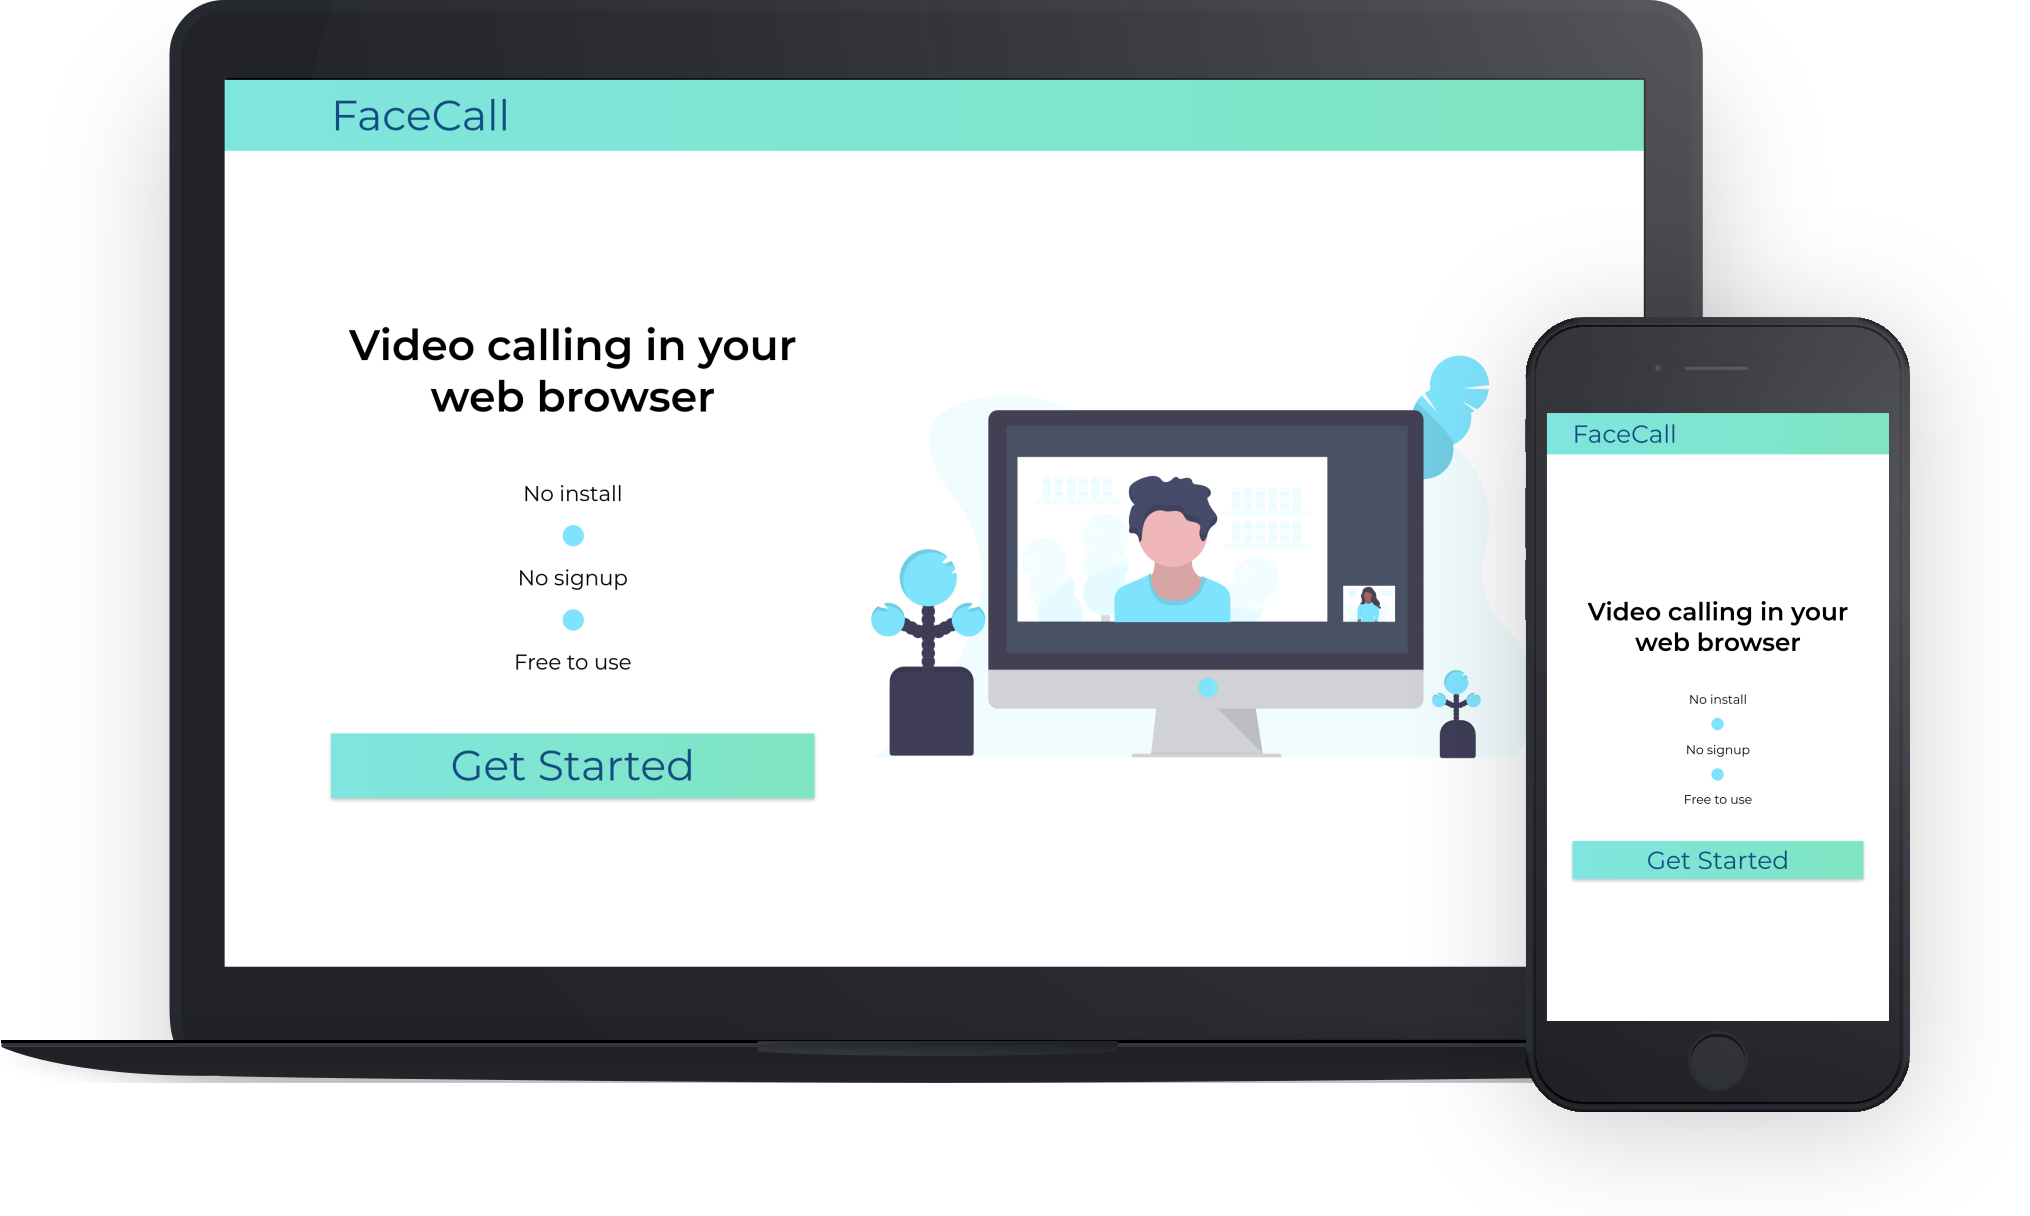 FaceCall
Video calling in your
web browser
No install
No signup
Free to use
Get Started
FaceCall
Video calling in your
web browser
No install
No signup
Free to use
Get Started